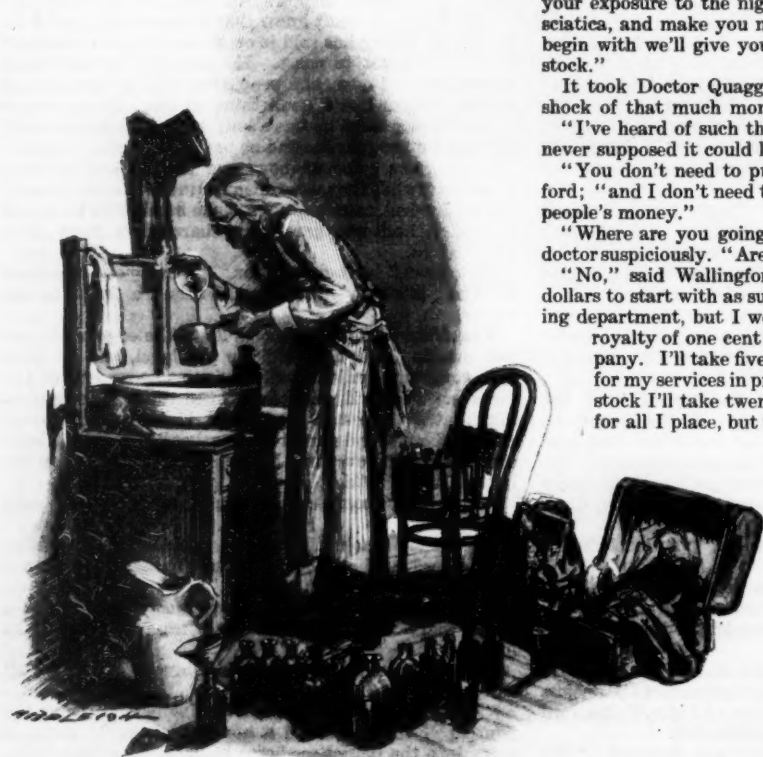 your exposure to the nig
sciatica, and make you n
begin with we'll give you
stock."
It took Doctor Quagg
shock of that much mon
"I've heard of such th
never supposed it could b
"You don't need to pu
ford; "and I don't need t
people's money."
"Where are you going
doctor suspiciously. "Are
"No," said Wallingfor
dollars to start with as su
ing department, but I wo
royalty of one cent
pany. I'll take five
for my services in pr
stock I'll take twen
for all I place, but